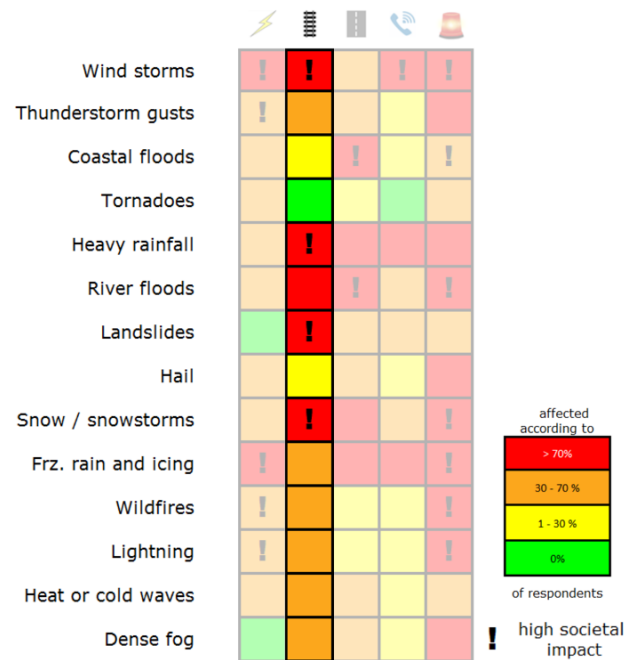 Wind storms
! ! ! !
Thunderstorm gusts
!
Coastal floods
! !
Tornadoes
Heavy rainfall
!
River floods
! !
Landslides
!
Hail
Snow / snowstorms
! !
Frz. rain and icing
! !
Wildfires
! !
Lightning
! !
Heat or cold waves
Dense fog
affected
according to
> 70%
30 - 70 %
1 - 30 %
0%
of respondents
! high societal
impact